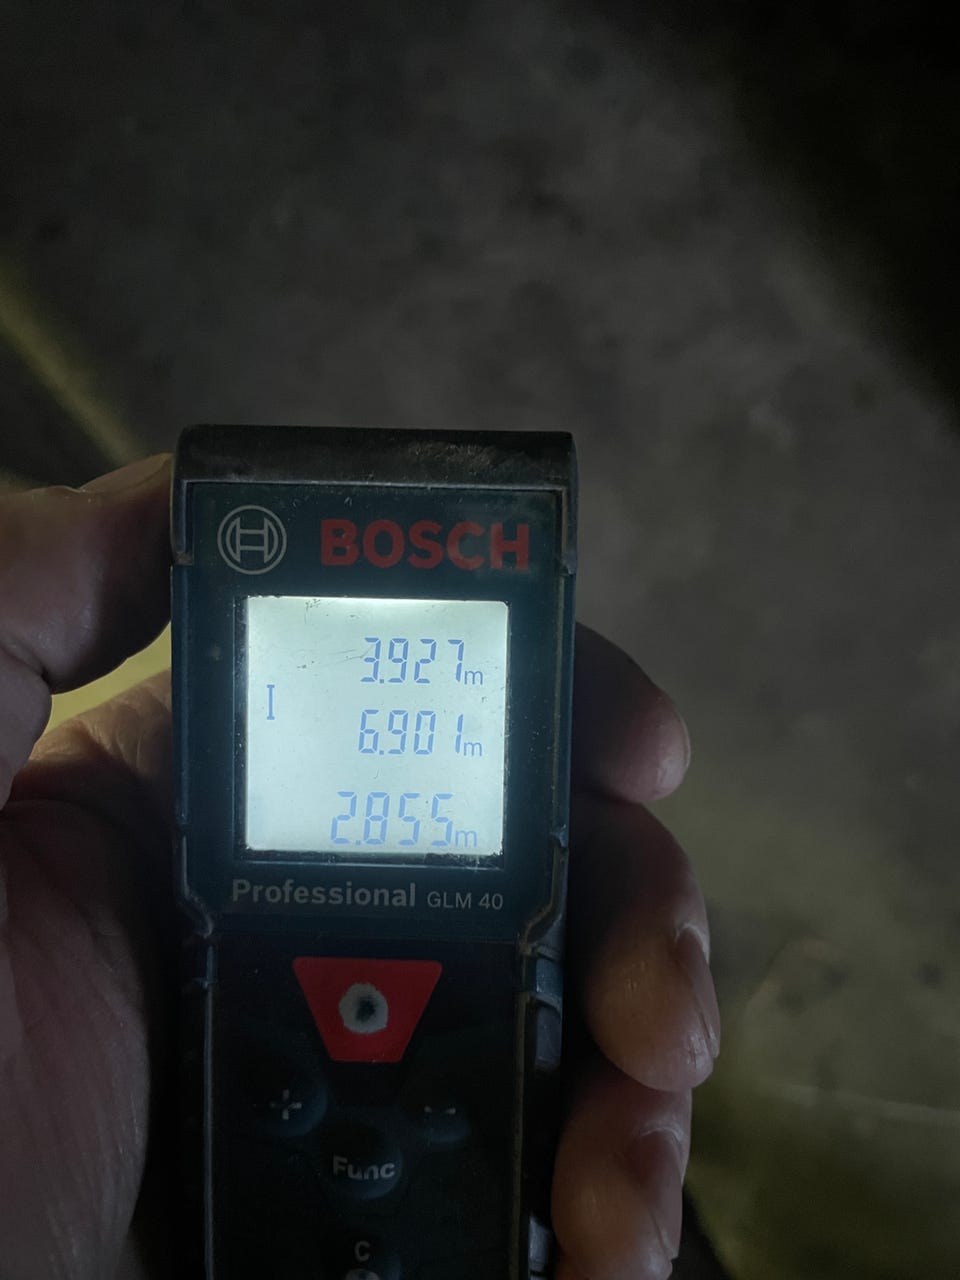 BOSCH
3.927m
6.901m
2.855m
Professional GLM 40
+ -
Func
C